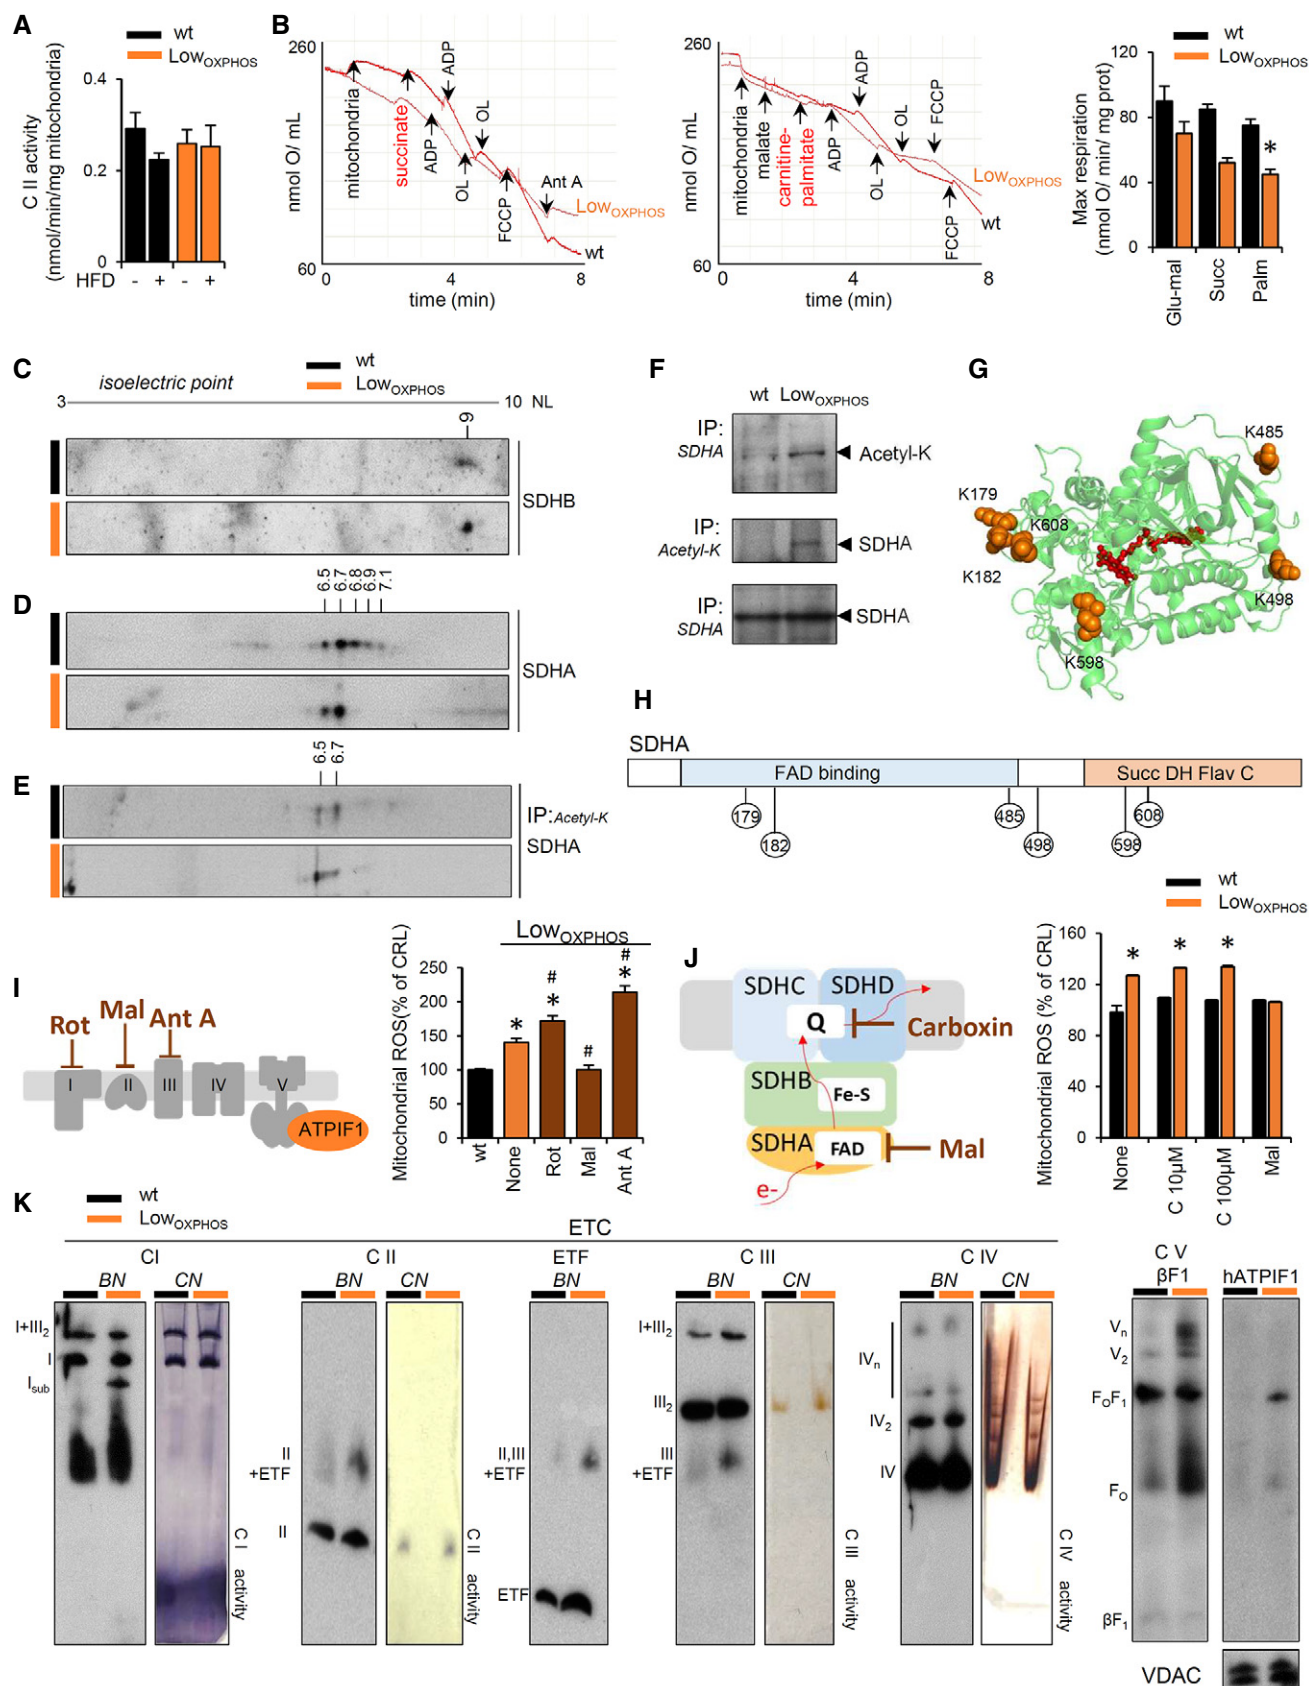 A
wt
LowOXPHOS
C II activity
(nmol/min/mg mitochondria)
0.4
0.2
0
HFD - + - +
B
260
nmol O/ mL
60
mitochondria
succinate
ADP
ADP
OL
OL
FCCP
Ant A
LowOXPHOS
wt
0 4 8
time (min)
260
nmol O/ mL
60
mitochondria
malate
carnitine-
palmitate
ADP
ADP
OL
OL
FCCP
FCCP
LowOXPHOS
wt
0 4 8
time (min)
wt
LowOXPHOS
Max respiration
(nmol O/ min/ mg prot)
120
80
40
0
*
Glu-mal
Succ
Palm
C
wt
LowOXPHOS
isoelectric point
3 10 NL
9
SDHB
D
6.5
6.7
6.8
6.9
7.1
SDHA
E
6.5
6.7
IP:Acetyl-K
SDHA
F
wt LowOXPHOS
IP:
SDHA
Acetyl-K
IP:
Acetyl-K
SDHA
IP:
SDHA
SDHA
G
K485
K179
K608
K182
K498
K598
H
SDHA
FAD binding
Succ DH Flav C
179
182
485
498
598
608
I
Rot
Mal
Ant A
I
II
III
IV
V
ATPIF1
LowOXPHOS
Mitochondrial ROS(% of CRL)
250
200
150
100
50
0
*
#
*
#
#
*
wt
None
Rot
Mal
Ant A
J
SDHC
SDHD
Q
Carboxin
SDHB
Fe-S
SDHA
FAD
Mal
e-
wt
LowOXPHOS
Mitochondrial ROS (% of CRL)
160
120
80
40
0
* * *
None
C 10µM
C 100µM
Mal
K
wt
LowOXPHOS
ETC
CI
BN CN
I+III2
I
Isub
C I activity
C II
BN CN
II
+ETF
II
C II activity
ETF
BN
II,III
+ETF
ETF
C III
BN CN
I+III2
III2
III
+ETF
C III activity
C IV
BN CN
IVn
IV2
IV
C IV activity
C V
βF1
Vn
V2
FOF1
FO
βF1
hATPIF1
VDAC